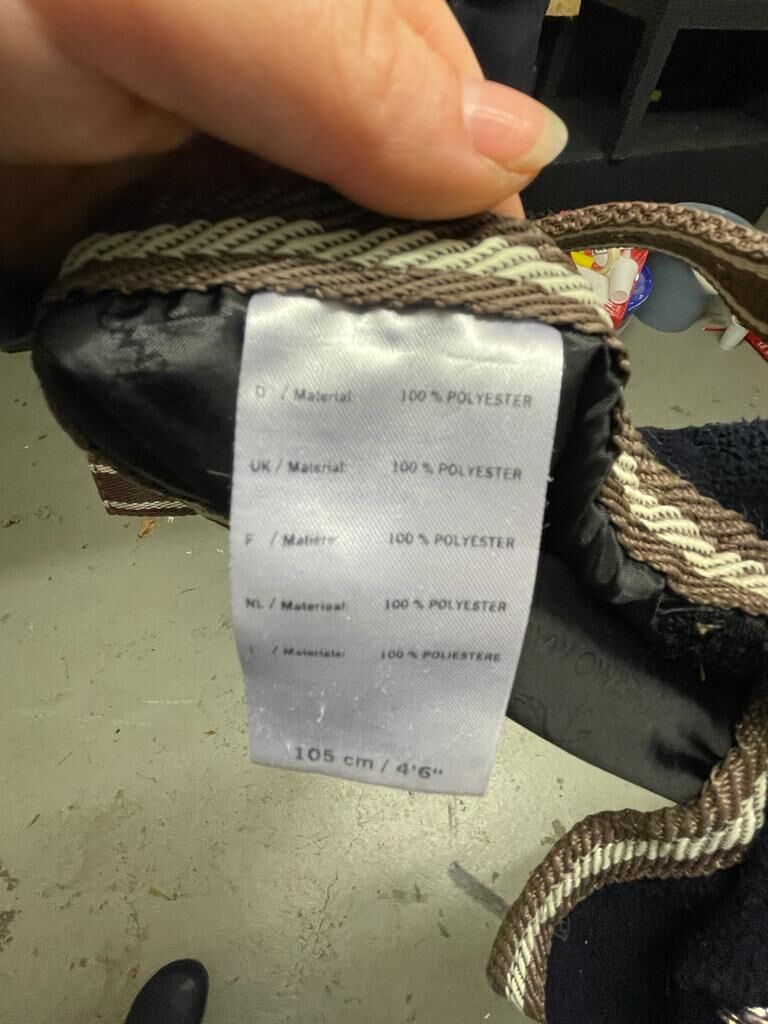 D / Material: 100 % POLYESTER
UK / Material: 100 % POLYESTER
F / Matière: 100 % POLYESTER
NL / Materiaal: 100 % POLYESTER
I / Materiale: 100 % POLIESTERE
105 cm / 4'6"